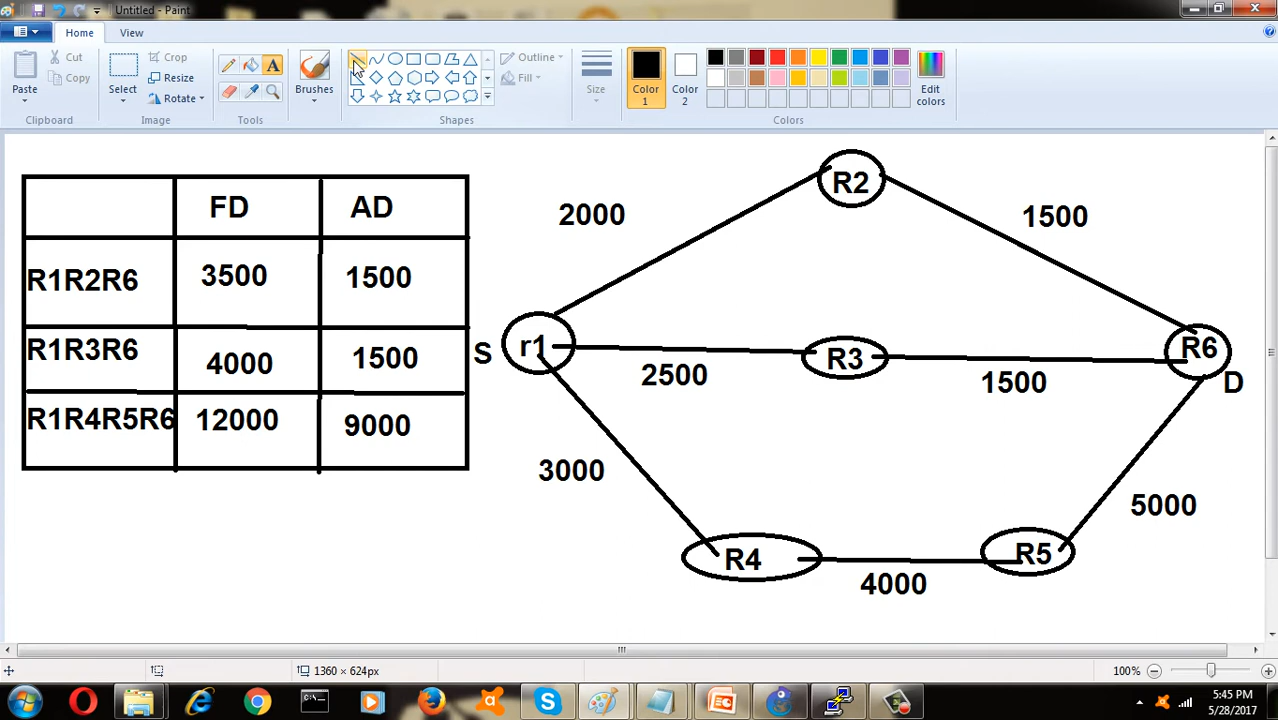 Untitled - Paint
Home
View
Paste
Cut
Copy
Clipboard
Select
Crop
Resize
Rotate
Image
Tools
Brushes
Shapes
Outline
Fill
Size
Color 1
Color 2
Edit colors
Colors
FD AD
R1R2R6 3500 1500
R1R3R6 4000 1500
R1R4R5R6 12000 9000
R2
2000
1500
S
r1
R3
R6
D
2500
1500
3000
5000
R4
R5
4000
1360 × 624px
100%
5:45 PM
5/28/2017